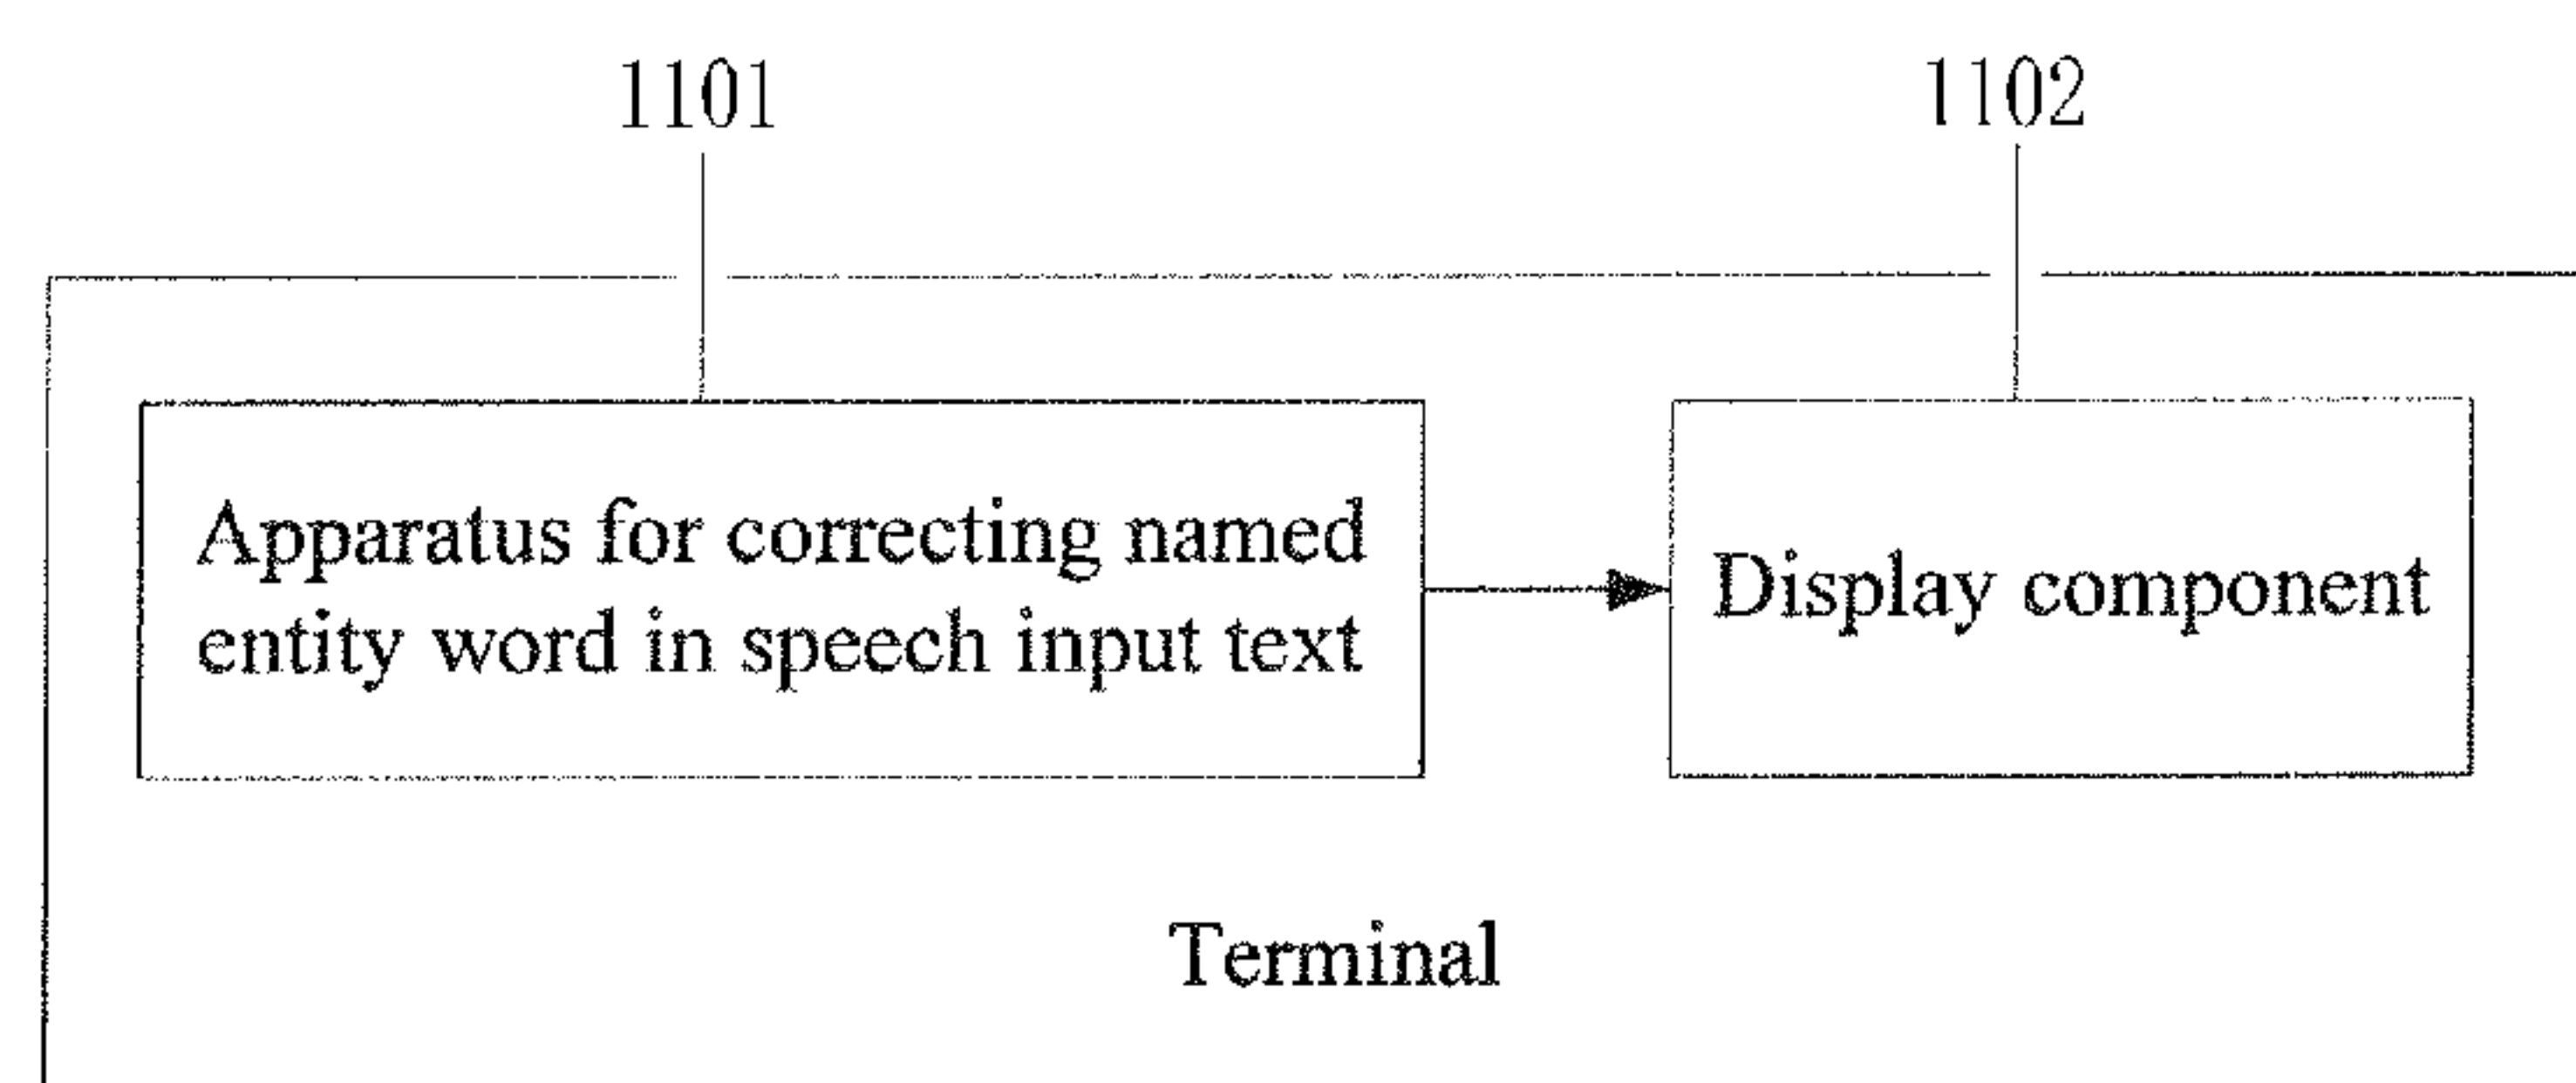 1101
1102
Apparatus for correcting named
entity word in speech input text
Display component
Terminal